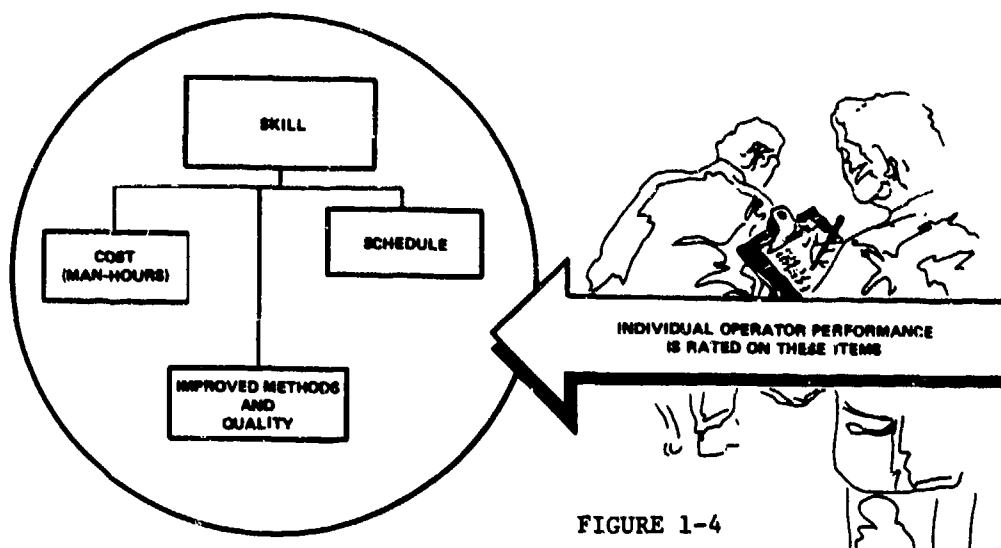 SKILL
COST
(MAN-HOURS)
SCHEDULE
IMPROVED METHODS
AND
QUALITY
INDIVIDUAL OPERATOR PERFORMANCE
IS RATED ON THESE ITEMS
FIGURE 1-4